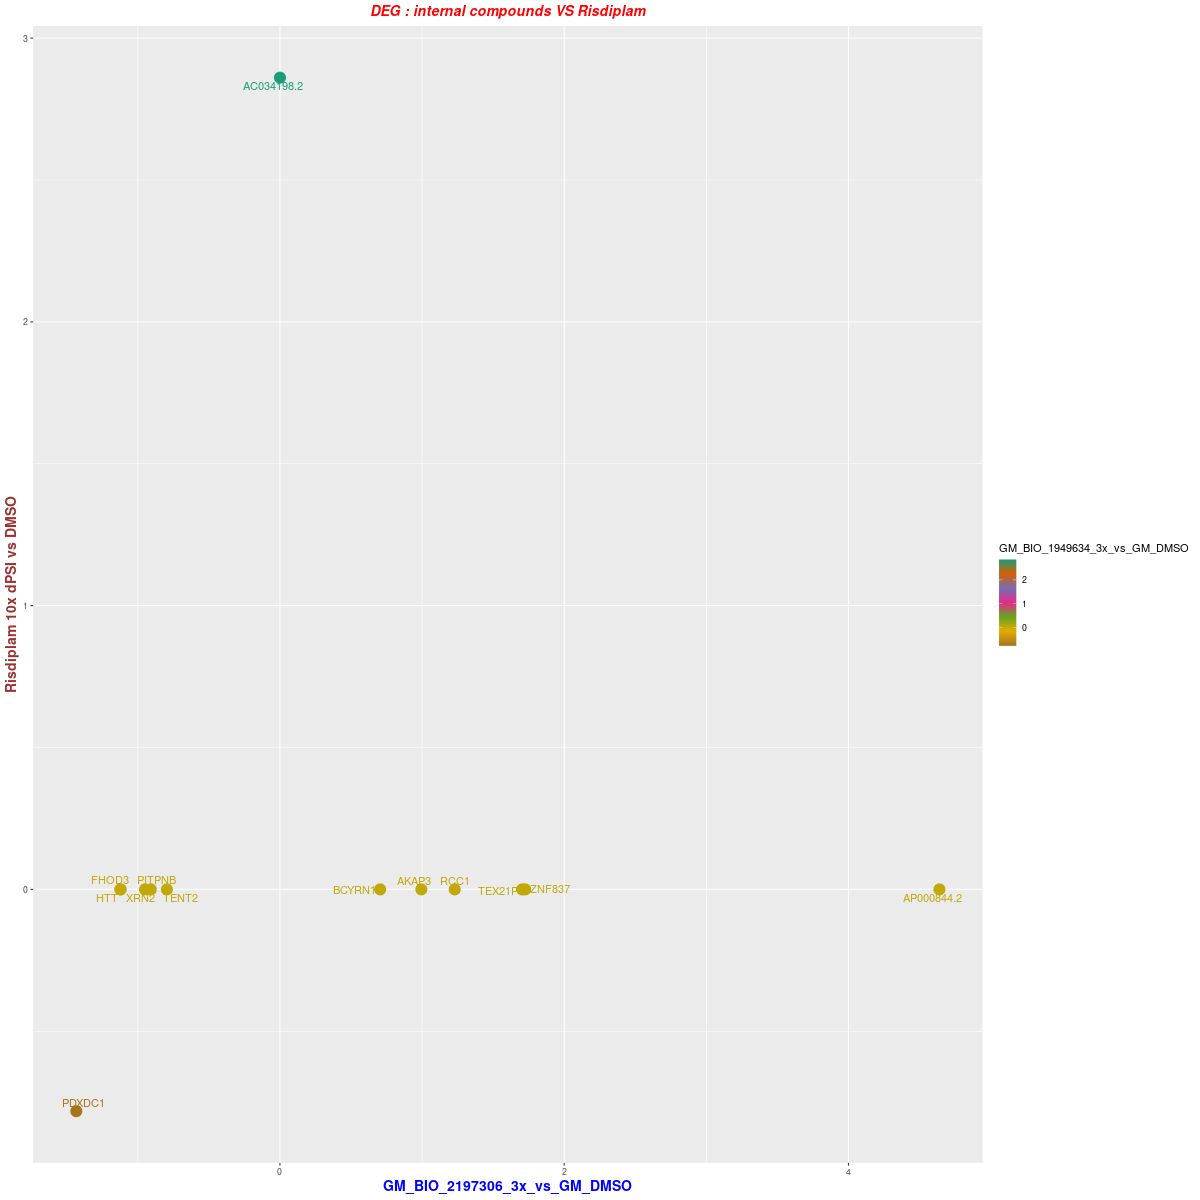 DEG : internal compounds VS Risdiplam
3
AC034198.2
2
Risdiplam 10x dPSI vs DMSO
GM_BIO_1949634_3x_vs_GM_DMSO
2
1
0
1
FHOD3 PITPNB
AKAP3 RCC1
0
BCYRN1
TEX21P ZNF837
HTT XRN2 TENT2
AP000844.2
PDXDC1
0 2 4
GM_BIO_2197306_3x_vs_GM_DMSO